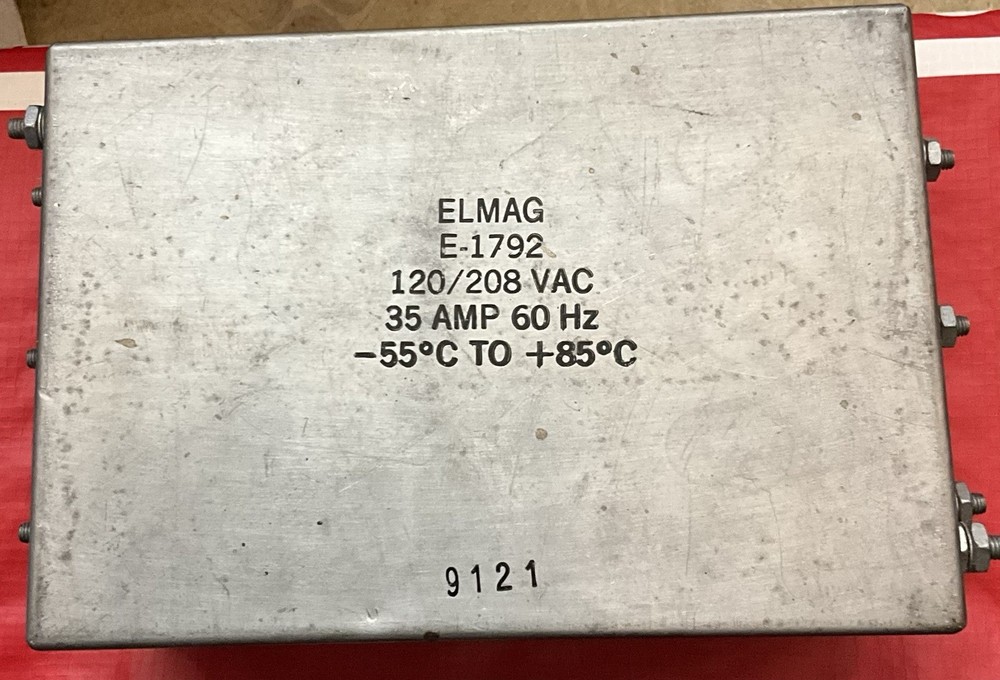 ELMAG
E-1792
120/208 VAC
35 AMP 60 Hz
-55°C TO +85°C
9121